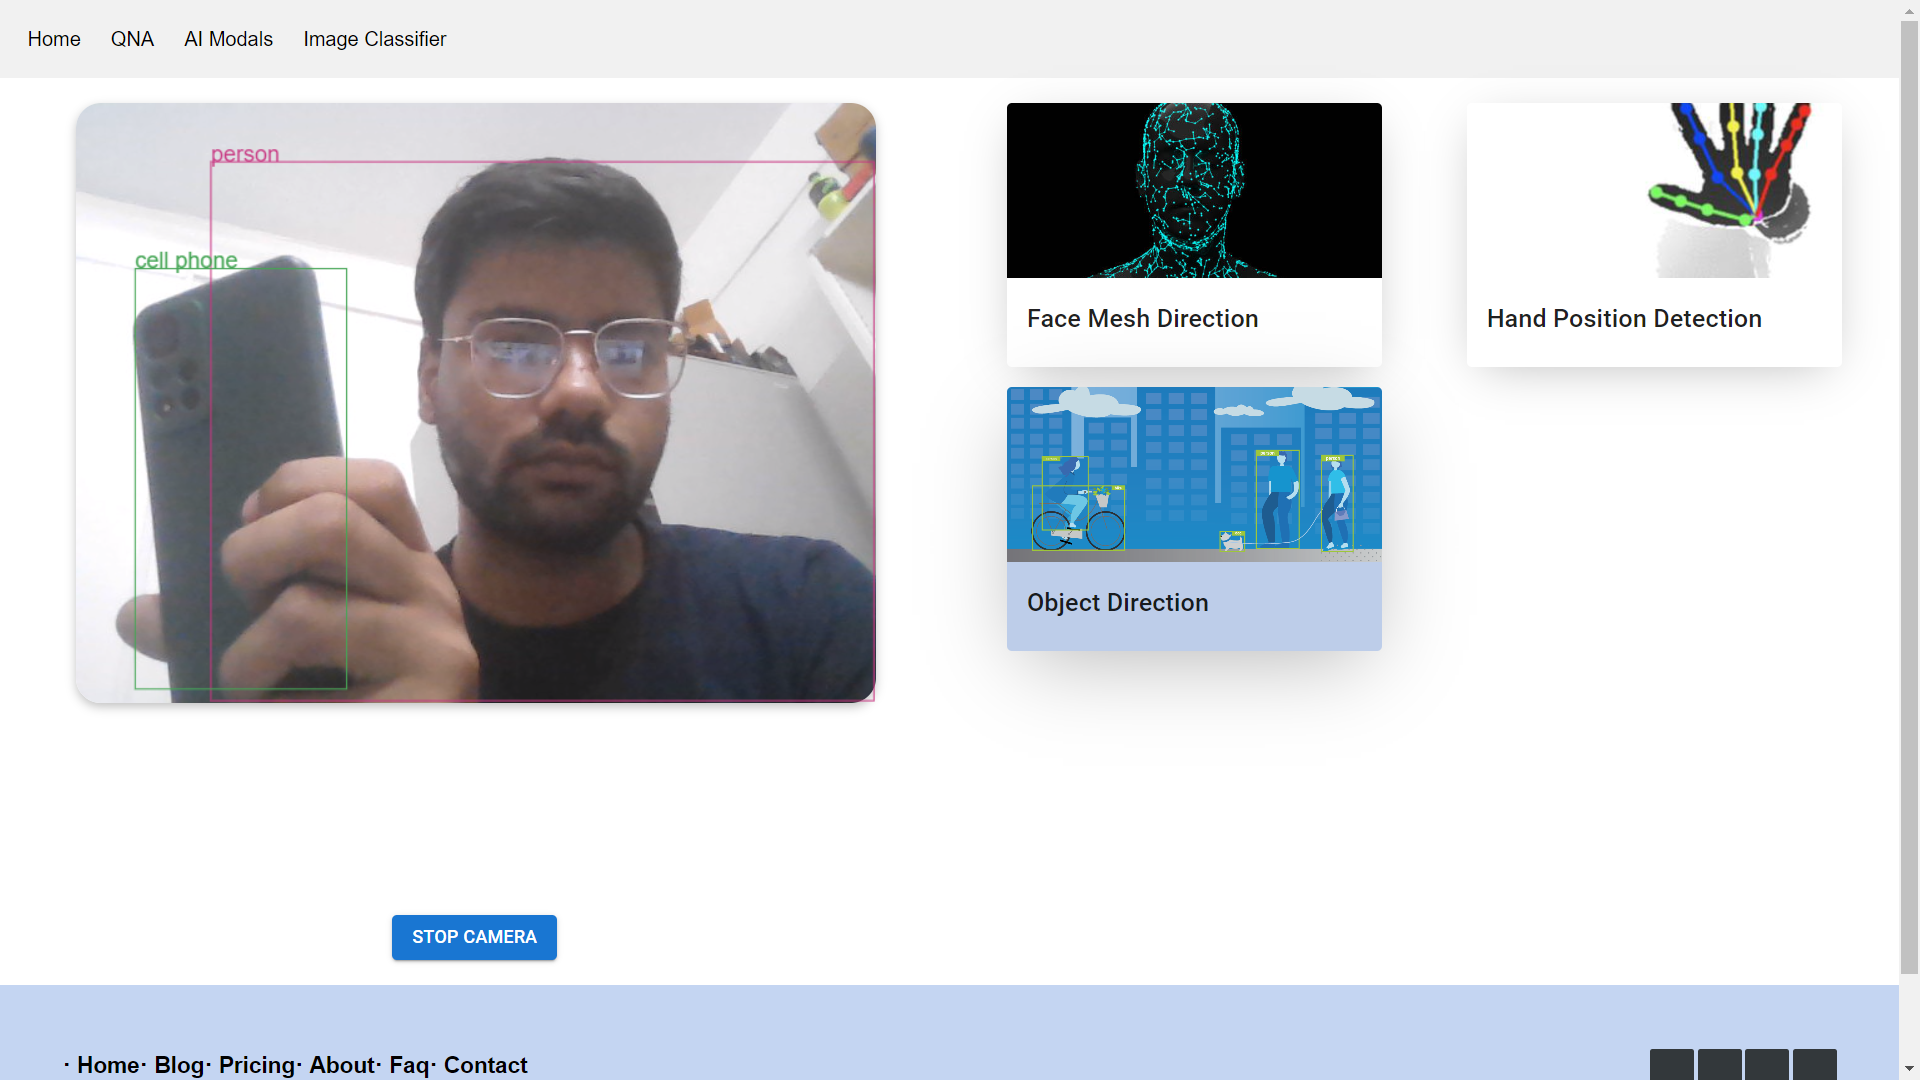 Home QNA AI Modals Image Classifier
person
cell phone
Face Mesh Direction
Hand Position Detection
Object Direction
STOP CAMERA
· Home· Blog· Pricing· About· Faq· Contact